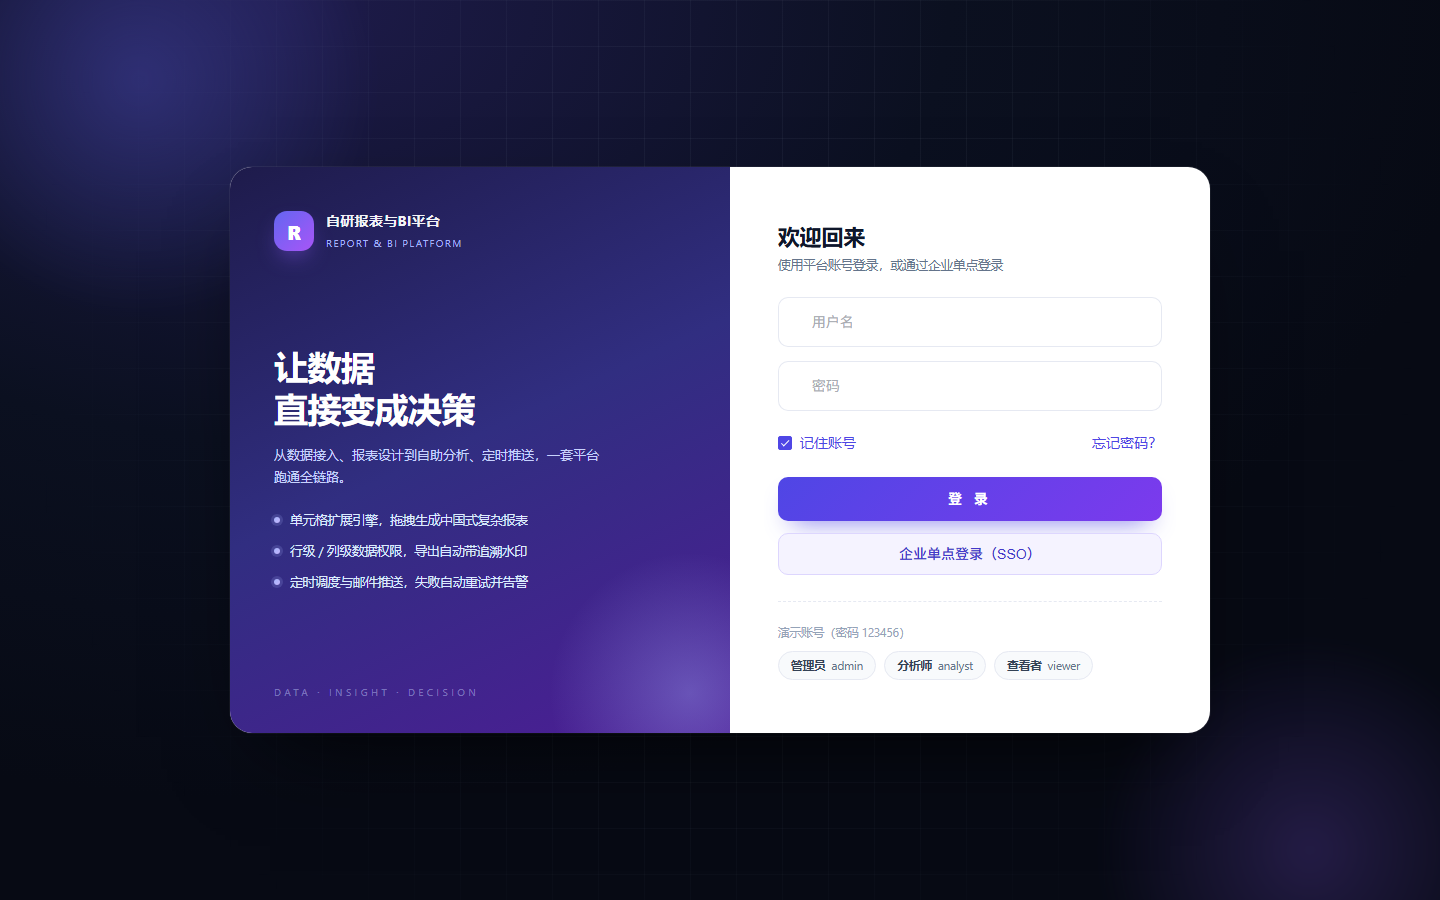 R
自研报表与BI平台
REPORT & BI PLATFORM
让数据
直接变成决策
从数据接入、报表设计到自助分析、定时推送，一套平台
跑通全链路。
单元格扩展引擎，拖拽生成中国式复杂报表
行级 / 列级数据权限，导出自动带追溯水印
定时调度与邮件推送，失败自动重试并告警
DATA · INSIGHT · DECISION
欢迎回来
使用平台账号登录，或通过企业单点登录
用户名
密码
记住账号 忘记密码?
登 录
企业单点登录（SSO）
演示账号（密码 123456）
管理员 admin 分析师 analyst 查看者 viewer